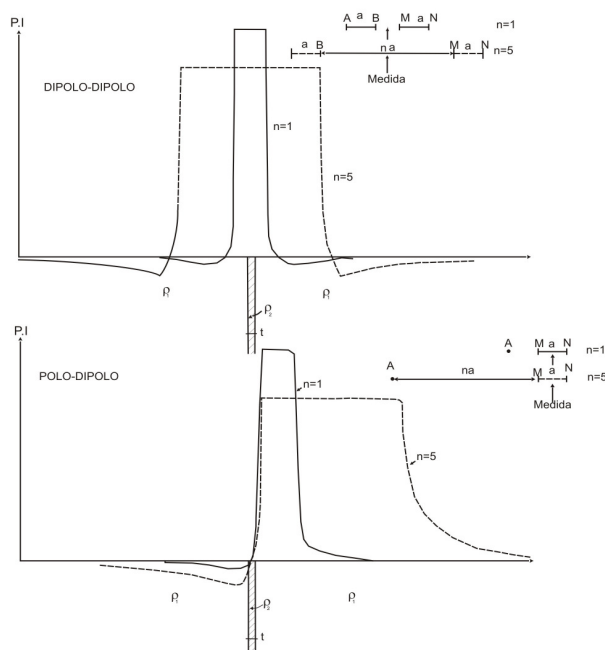 P.I
A a B M a N n=1
a B n a M a N n=5
Medida
DIPOLO-DIPOLO
n=1
n=5
ρ₁ ρ₁
ρ₂
t
P.I
A M a N n=1
A na M a N n=5
Medida
POLO-DIPOLO
n=1
n=5
ρ₁ ρ₂ ρ₁
t